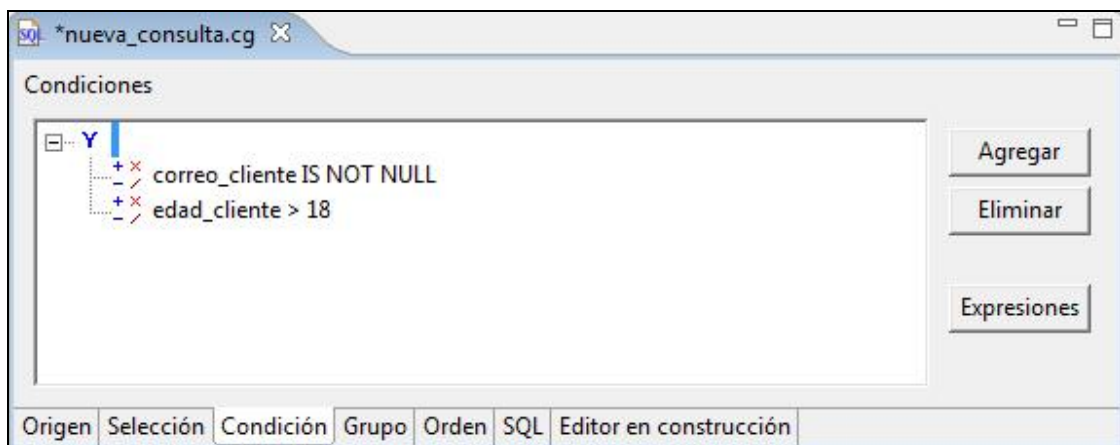 *nueva_consulta.cg
Condiciones
Y
correo_cliente IS NOT NULL
edad_cliente > 18
Agregar
Eliminar
Expresiones
Origen Selección Condición Grupo Orden SQL Editor en construcción